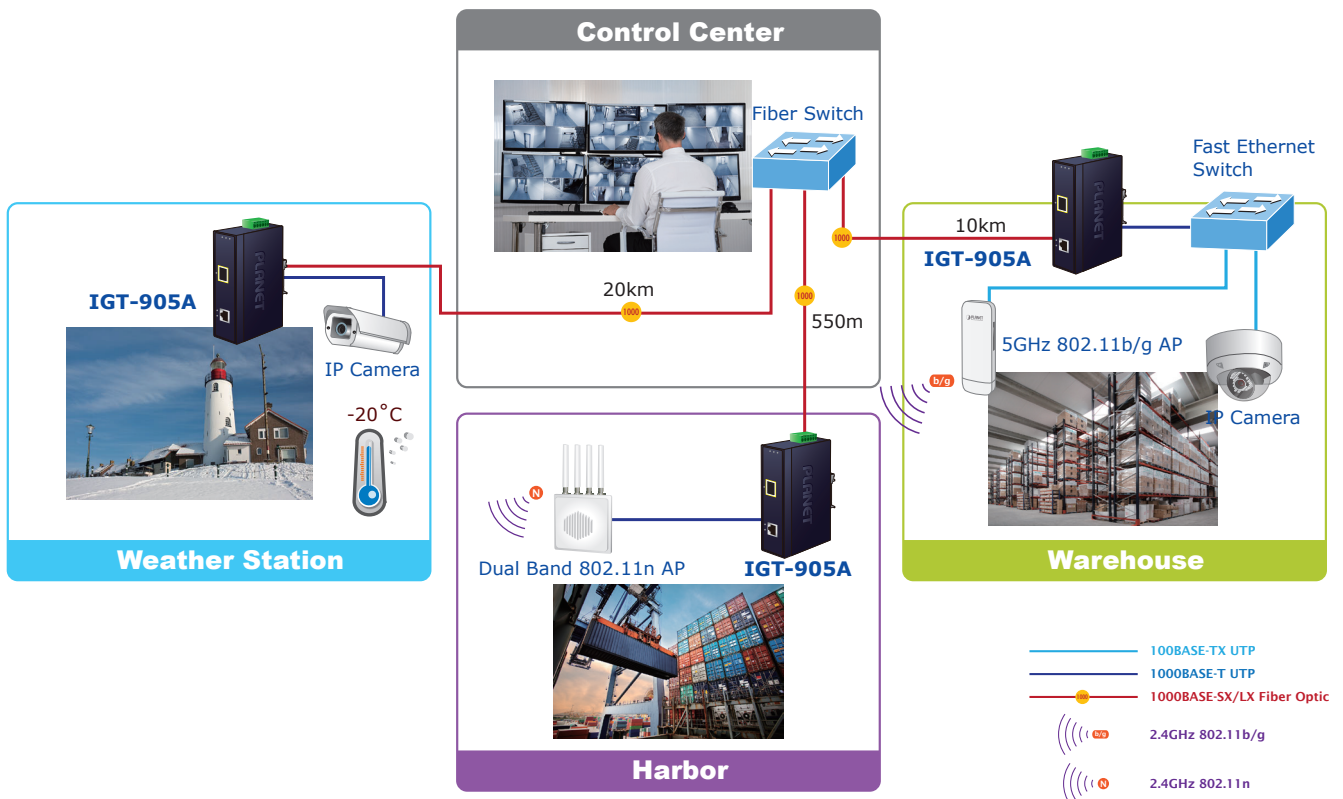 Control Center
Fiber Switch
Fast Ethernet
Switch
PLANET
10km
IGT-905A
1000
PLANET
IGT-905A
20km
1000
1000
550m
PLANET
5GHz 802.11b/g AP
IP Camera
b/g
-20˚C
IP Camera
PLANET
N
Weather Station
Dual Band 802.11n AP
IGT-905A
Warehouse
100BASE-TX UTP
1000BASE-T UTP
1000
1000BASE-SX/LX Fiber Optic
b/g
2.4GHz 802.11b/g
Harbor
N
2.4GHz 802.11n